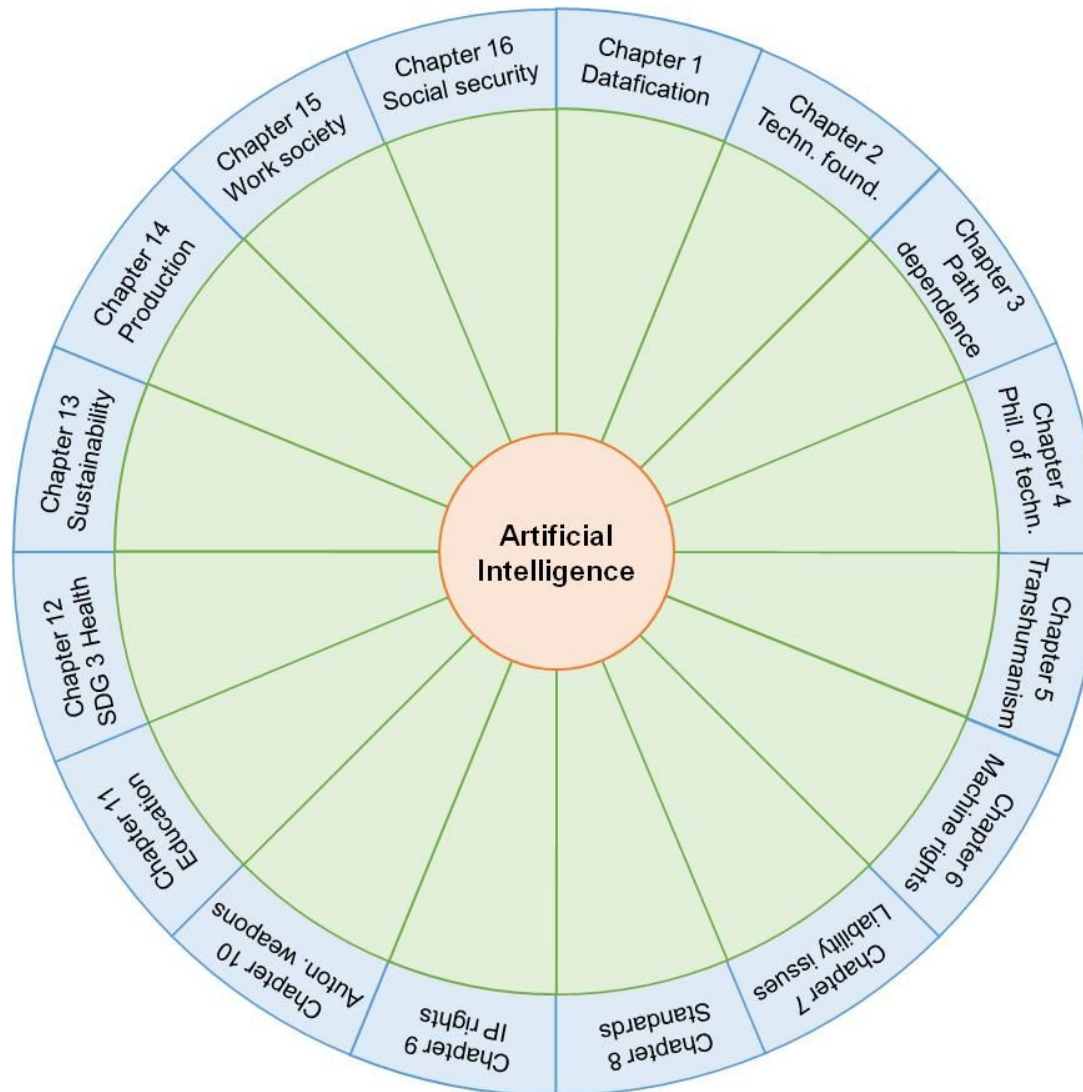 Chapter 1
Datafication
Chapter 2
Techn. found.
Chapter 3
Path
dependence
Chapter 4
Phil. of techn.
Chapter 5
Transhumanism
Chapter 6
Machine rights
Chapter 7
Liability issues
Chapter 8
Standards
Chapter 9
IP rights
Chapter 10
Auton. weapons
Chapter 11
Education
Chapter 12
SDG 3 Health
Chapter 13
Sustainability
Chapter 14
Production
Chapter 15
Work society
Chapter 16
Social security
Artificial
Intelligence